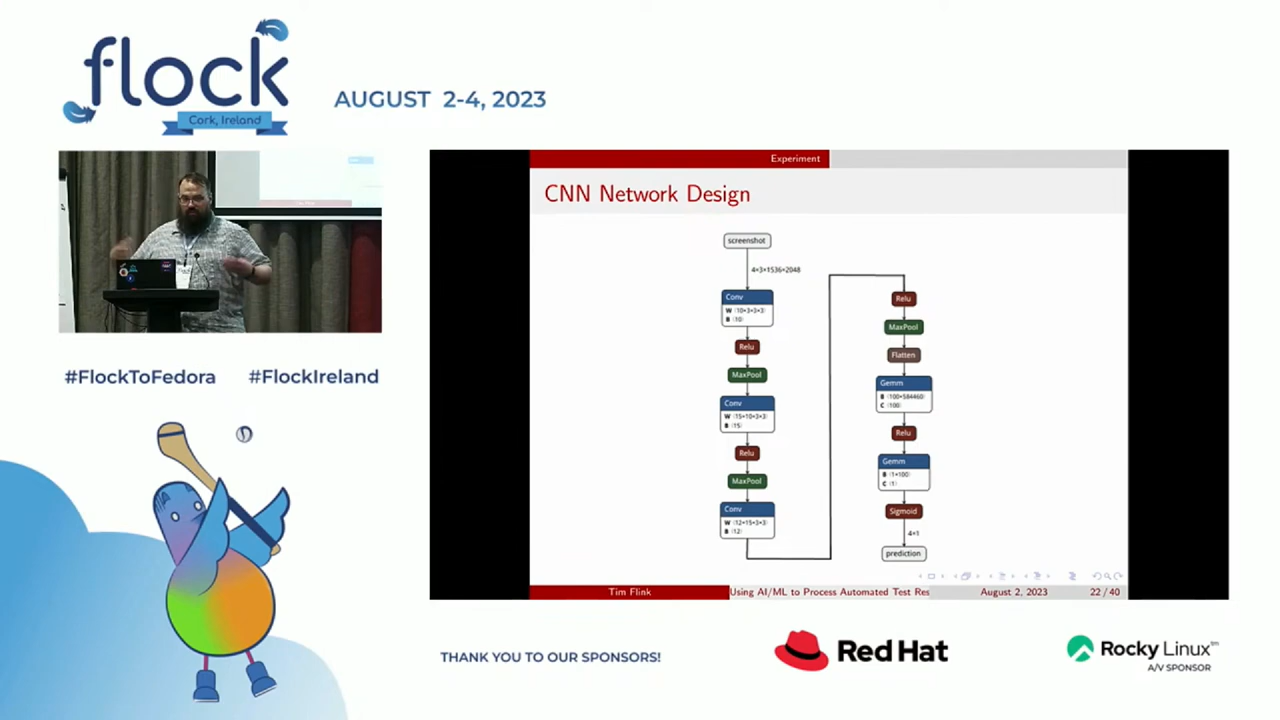 flock
Cork, Ireland
AUGUST 2-4, 2023
#FlockToFedora #FlockIreland
Experiment
CNN Network Design
screenshot
4×3×1536×2048
Conv
W ⟨10×3×3×3⟩
B ⟨10⟩
Relu
MaxPool
Conv
W ⟨15×10×3×3⟩
B ⟨15⟩
Relu
MaxPool
Conv
W ⟨12×15×3×3⟩
B ⟨12⟩
Relu
MaxPool
Flatten
Gemm
B ⟨100×584460⟩
C ⟨100⟩
Relu
Gemm
B ⟨1×100⟩
C ⟨1⟩
Sigmoid
4×1
prediction
Tim Flink Using AI/ML to Process Automated Test Res August 2, 2023 22 / 40
THANK YOU TO OUR SPONSORS!
Red Hat
Rocky Linux™
A/V SPONSOR